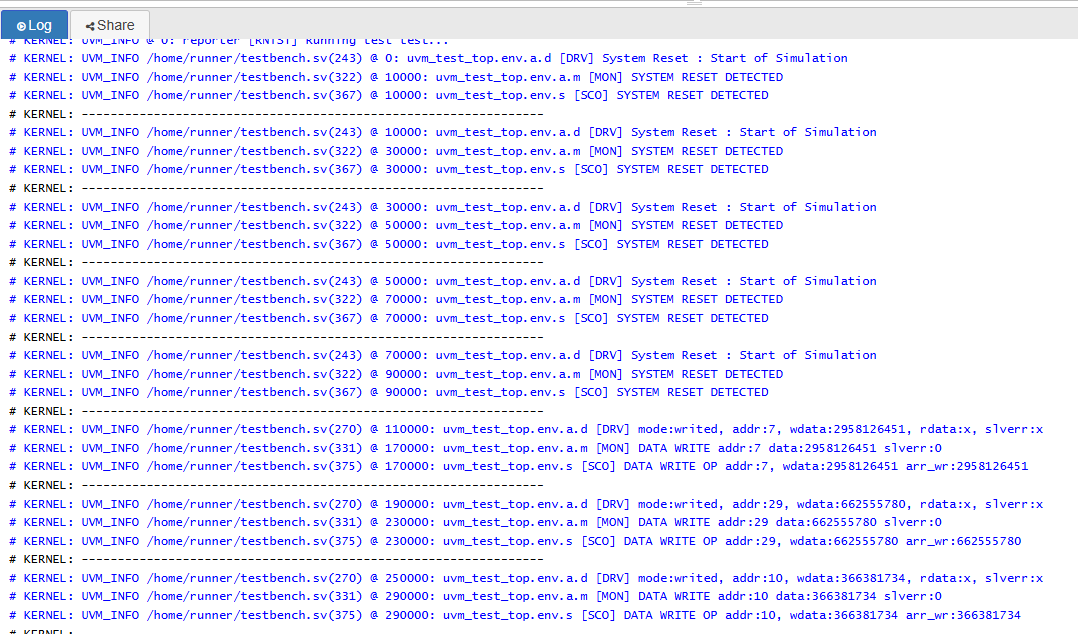 Log
Share
# KERNEL: UVM_INFO @ 0: reporter [RNTST] Running test test...
# KERNEL: UVM_INFO /home/runner/testbench.sv(243) @ 0: uvm_test_top.env.a.d [DRV] System Reset : Start of Simulation
# KERNEL: UVM_INFO /home/runner/testbench.sv(322) @ 10000: uvm_test_top.env.a.m [MON] SYSTEM RESET DETECTED
# KERNEL: UVM_INFO /home/runner/testbench.sv(367) @ 10000: uvm_test_top.env.s [SCO] SYSTEM RESET DETECTED
# KERNEL: ----------------------------------------------------------------
# KERNEL: UVM_INFO /home/runner/testbench.sv(243) @ 10000: uvm_test_top.env.a.d [DRV] System Reset : Start of Simulation
# KERNEL: UVM_INFO /home/runner/testbench.sv(322) @ 30000: uvm_test_top.env.a.m [MON] SYSTEM RESET DETECTED
# KERNEL: UVM_INFO /home/runner/testbench.sv(367) @ 30000: uvm_test_top.env.s [SCO] SYSTEM RESET DETECTED
# KERNEL: ----------------------------------------------------------------
# KERNEL: UVM_INFO /home/runner/testbench.sv(243) @ 30000: uvm_test_top.env.a.d [DRV] System Reset : Start of Simulation
# KERNEL: UVM_INFO /home/runner/testbench.sv(322) @ 50000: uvm_test_top.env.a.m [MON] SYSTEM RESET DETECTED
# KERNEL: UVM_INFO /home/runner/testbench.sv(367) @ 50000: uvm_test_top.env.s [SCO] SYSTEM RESET DETECTED
# KERNEL: ----------------------------------------------------------------
# KERNEL: UVM_INFO /home/runner/testbench.sv(243) @ 50000: uvm_test_top.env.a.d [DRV] System Reset : Start of Simulation
# KERNEL: UVM_INFO /home/runner/testbench.sv(322) @ 70000: uvm_test_top.env.a.m [MON] SYSTEM RESET DETECTED
# KERNEL: UVM_INFO /home/runner/testbench.sv(367) @ 70000: uvm_test_top.env.s [SCO] SYSTEM RESET DETECTED
# KERNEL: ----------------------------------------------------------------
# KERNEL: UVM_INFO /home/runner/testbench.sv(243) @ 70000: uvm_test_top.env.a.d [DRV] System Reset : Start of Simulation
# KERNEL: UVM_INFO /home/runner/testbench.sv(322) @ 90000: uvm_test_top.env.a.m [MON] SYSTEM RESET DETECTED
# KERNEL: UVM_INFO /home/runner/testbench.sv(367) @ 90000: uvm_test_top.env.s [SCO] SYSTEM RESET DETECTED
# KERNEL: ----------------------------------------------------------------
# KERNEL: UVM_INFO /home/runner/testbench.sv(270) @ 110000: uvm_test_top.env.a.d [DRV] mode:writed, addr:7, wdata:2958126451, rdata:x, slverr:x
# KERNEL: UVM_INFO /home/runner/testbench.sv(331) @ 170000: uvm_test_top.env.a.m [MON] DATA WRITE addr:7 data:2958126451 slverr:0
# KERNEL: UVM_INFO /home/runner/testbench.sv(375) @ 170000: uvm_test_top.env.s [SCO] DATA WRITE OP addr:7, wdata:2958126451 arr_wr:2958126451
# KERNEL: ----------------------------------------------------------------
# KERNEL: UVM_INFO /home/runner/testbench.sv(270) @ 190000: uvm_test_top.env.a.d [DRV] mode:writed, addr:29, wdata:662555780, rdata:x, slverr:x
# KERNEL: UVM_INFO /home/runner/testbench.sv(331) @ 230000: uvm_test_top.env.a.m [MON] DATA WRITE addr:29 data:662555780 slverr:0
# KERNEL: UVM_INFO /home/runner/testbench.sv(375) @ 230000: uvm_test_top.env.s [SCO] DATA WRITE OP addr:29, wdata:662555780 arr_wr:662555780
# KERNEL: ----------------------------------------------------------------
# KERNEL: UVM_INFO /home/runner/testbench.sv(270) @ 250000: uvm_test_top.env.a.d [DRV] mode:writed, addr:10, wdata:366381734, rdata:x, slverr:x
# KERNEL: UVM_INFO /home/runner/testbench.sv(331) @ 290000: uvm_test_top.env.a.m [MON] DATA WRITE addr:10 data:366381734 slverr:0
# KERNEL: UVM_INFO /home/runner/testbench.sv(375) @ 290000: uvm_test_top.env.s [SCO] DATA WRITE OP addr:10, wdata:366381734 arr_wr:366381734
# KERNEL: